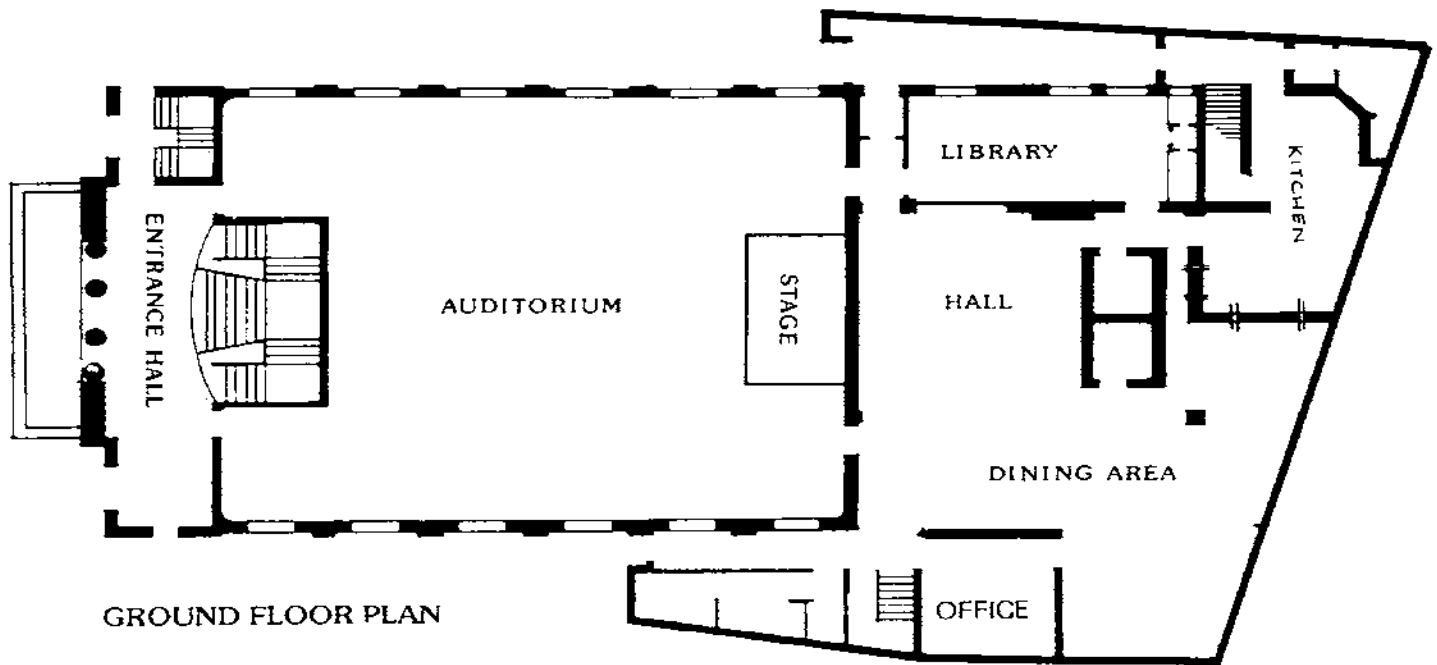 LIBRARY
KITCHEN
ENTRANCE HALL
AUDITORIUM
STAGE
HALL
DINING AREA
OFFICE
GROUND FLOOR PLAN